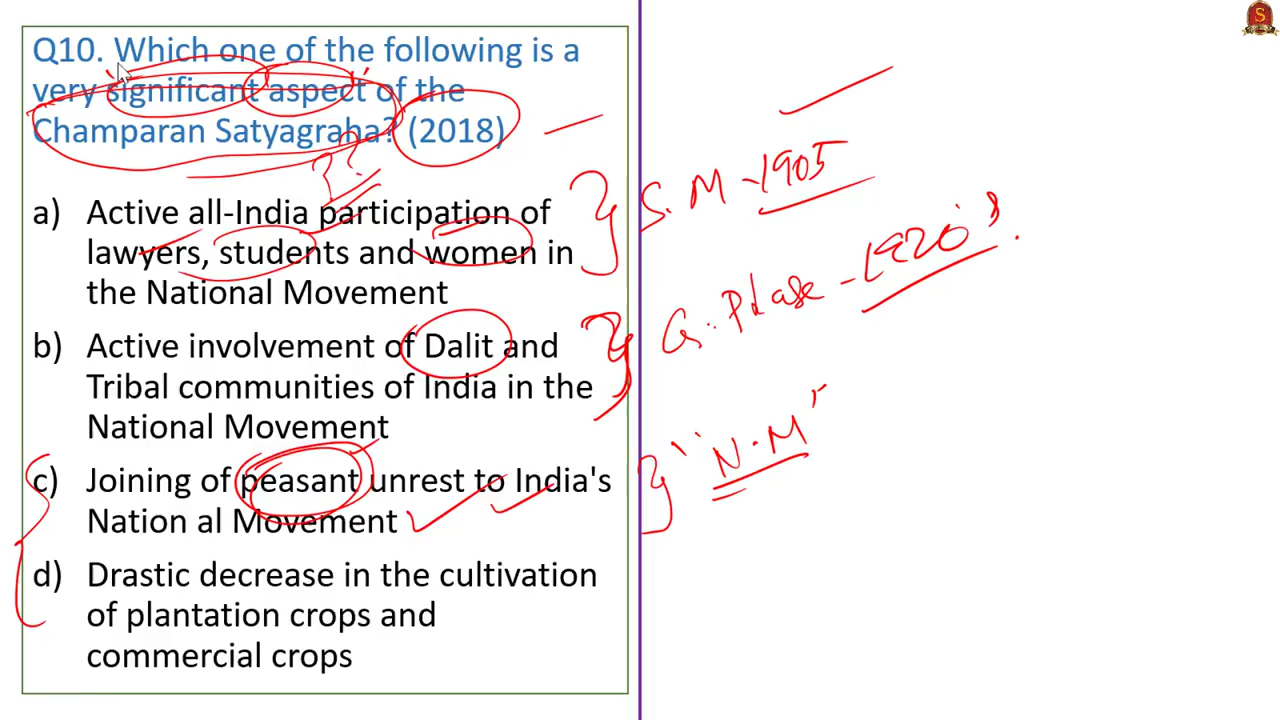 Q10. Which one of the following is a
very significant aspect of the
Champaran Satyagraha? (2018)
??
a) Active all-India participation of
lawyers, students and women in
the National Movement
b) Active involvement of Dalit and
Tribal communities of India in the
National Movement
c) Joining of peasant unrest to India's
Nation al Movement
d) Drastic decrease in the cultivation
of plantation crops and
commercial crops
S.M - 1905
G. Phase - 1920's.
"N.M"
S